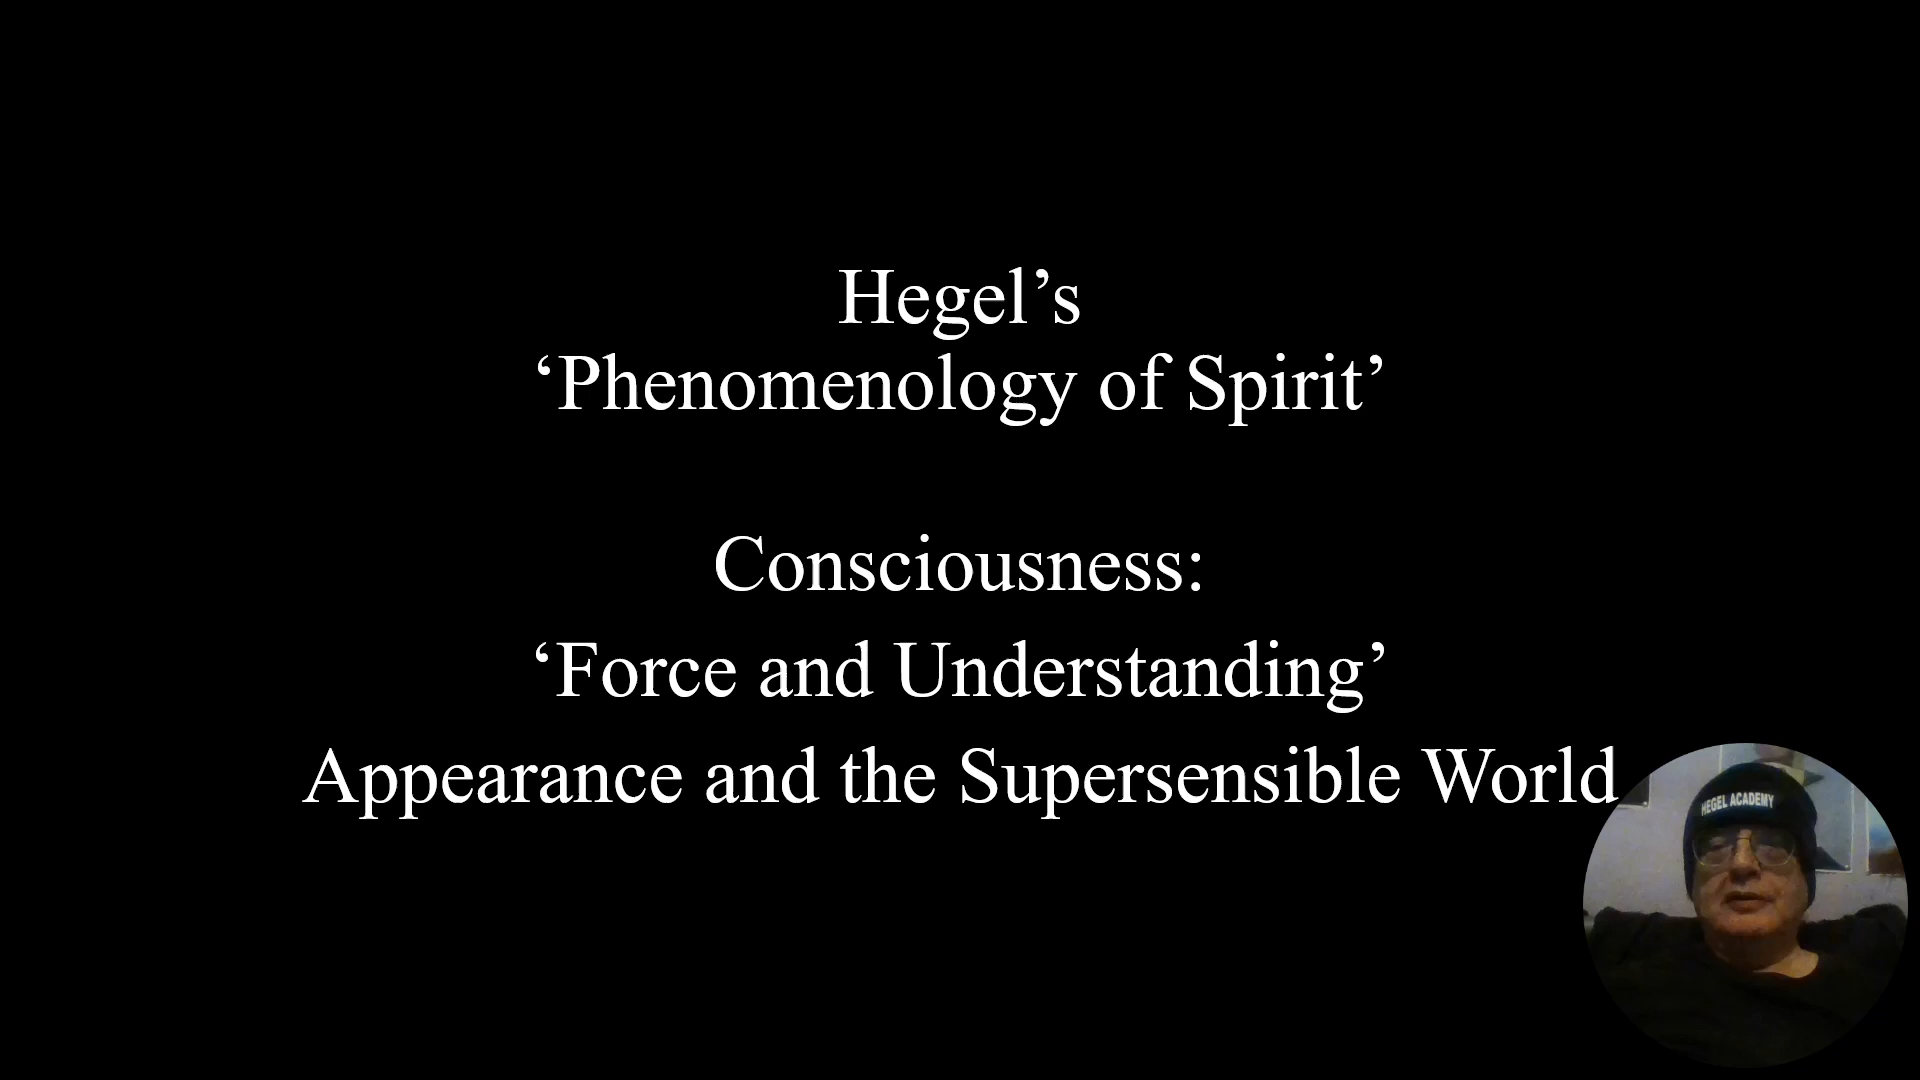 Hegel’s
‘Phenomenology of Spirit’
Consciousness:
‘Force and Understanding’
Appearance and the Supersensible World
HEGEL ACADEMY